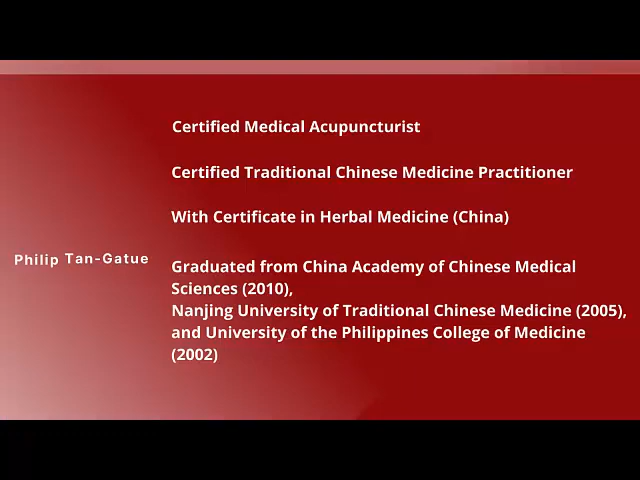 Certified Medical Acupuncturist
Certified Traditional Chinese Medicine Practitioner
With Certificate in Herbal Medicine (China)
Philip Tan-Gatue
Graduated from China Academy of Chinese Medical
Sciences (2010),
Nanjing University of Traditional Chinese Medicine (2005),
and University of the Philippines College of Medicine
(2002)